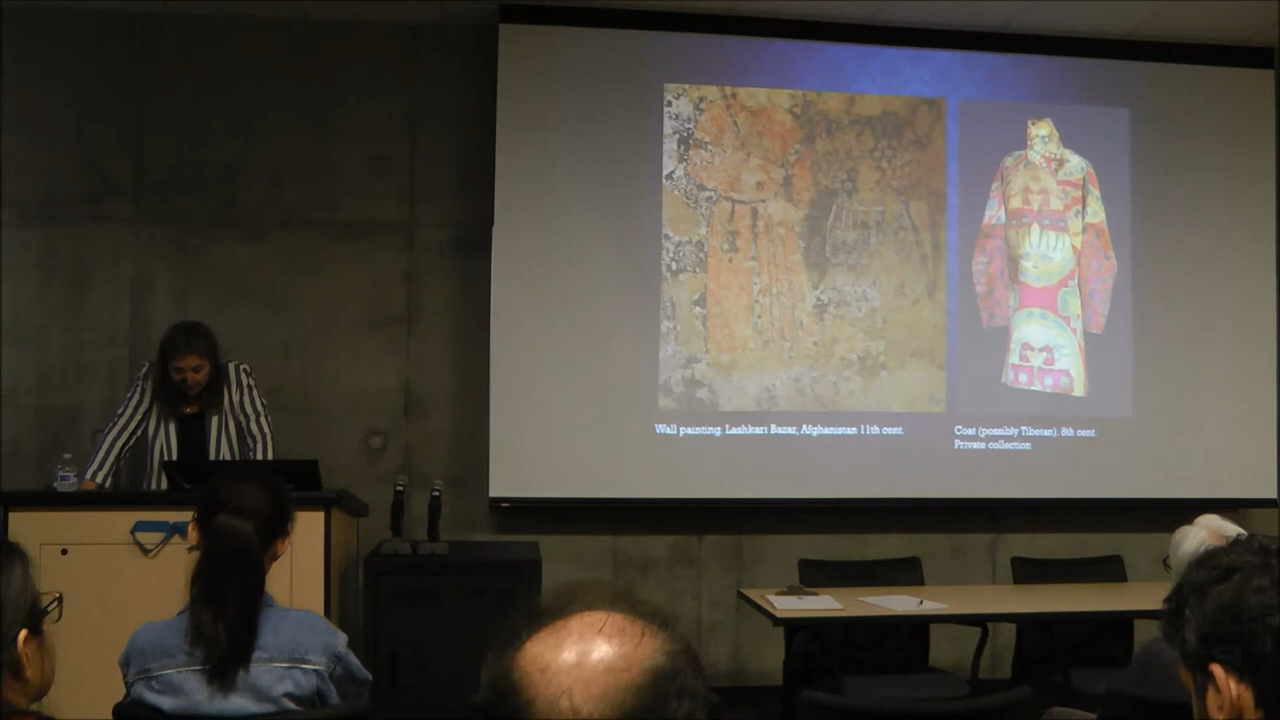 Wall painting. Lashkari Bazar, Afghanistan 11th cent.
Coat (possibly Tibetan). 8th cent.
Private collection